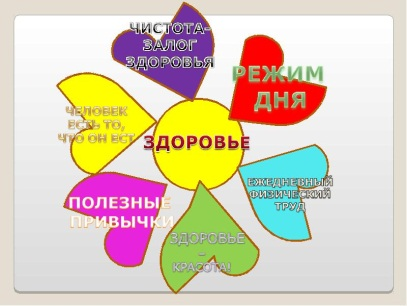 ЧИСТОТА-
ЗАЛОГ
ЗДОРОВЬЯ
РЕЖИМ
ДНЯ
ЧЕЛОВЕК
ЕСТЬ ТО,
ЧТО ОН ЕСТ
ЗДОРОВЬЕ
ЕЖЕДНЕВНЫЙ
ФИЗИЧЕСКИЙ
ТРУД
ПОЛЕЗНЫЕ
ПРИВЫЧКИ
ЗДОРОВЬЕ
–
КРАСОТА!